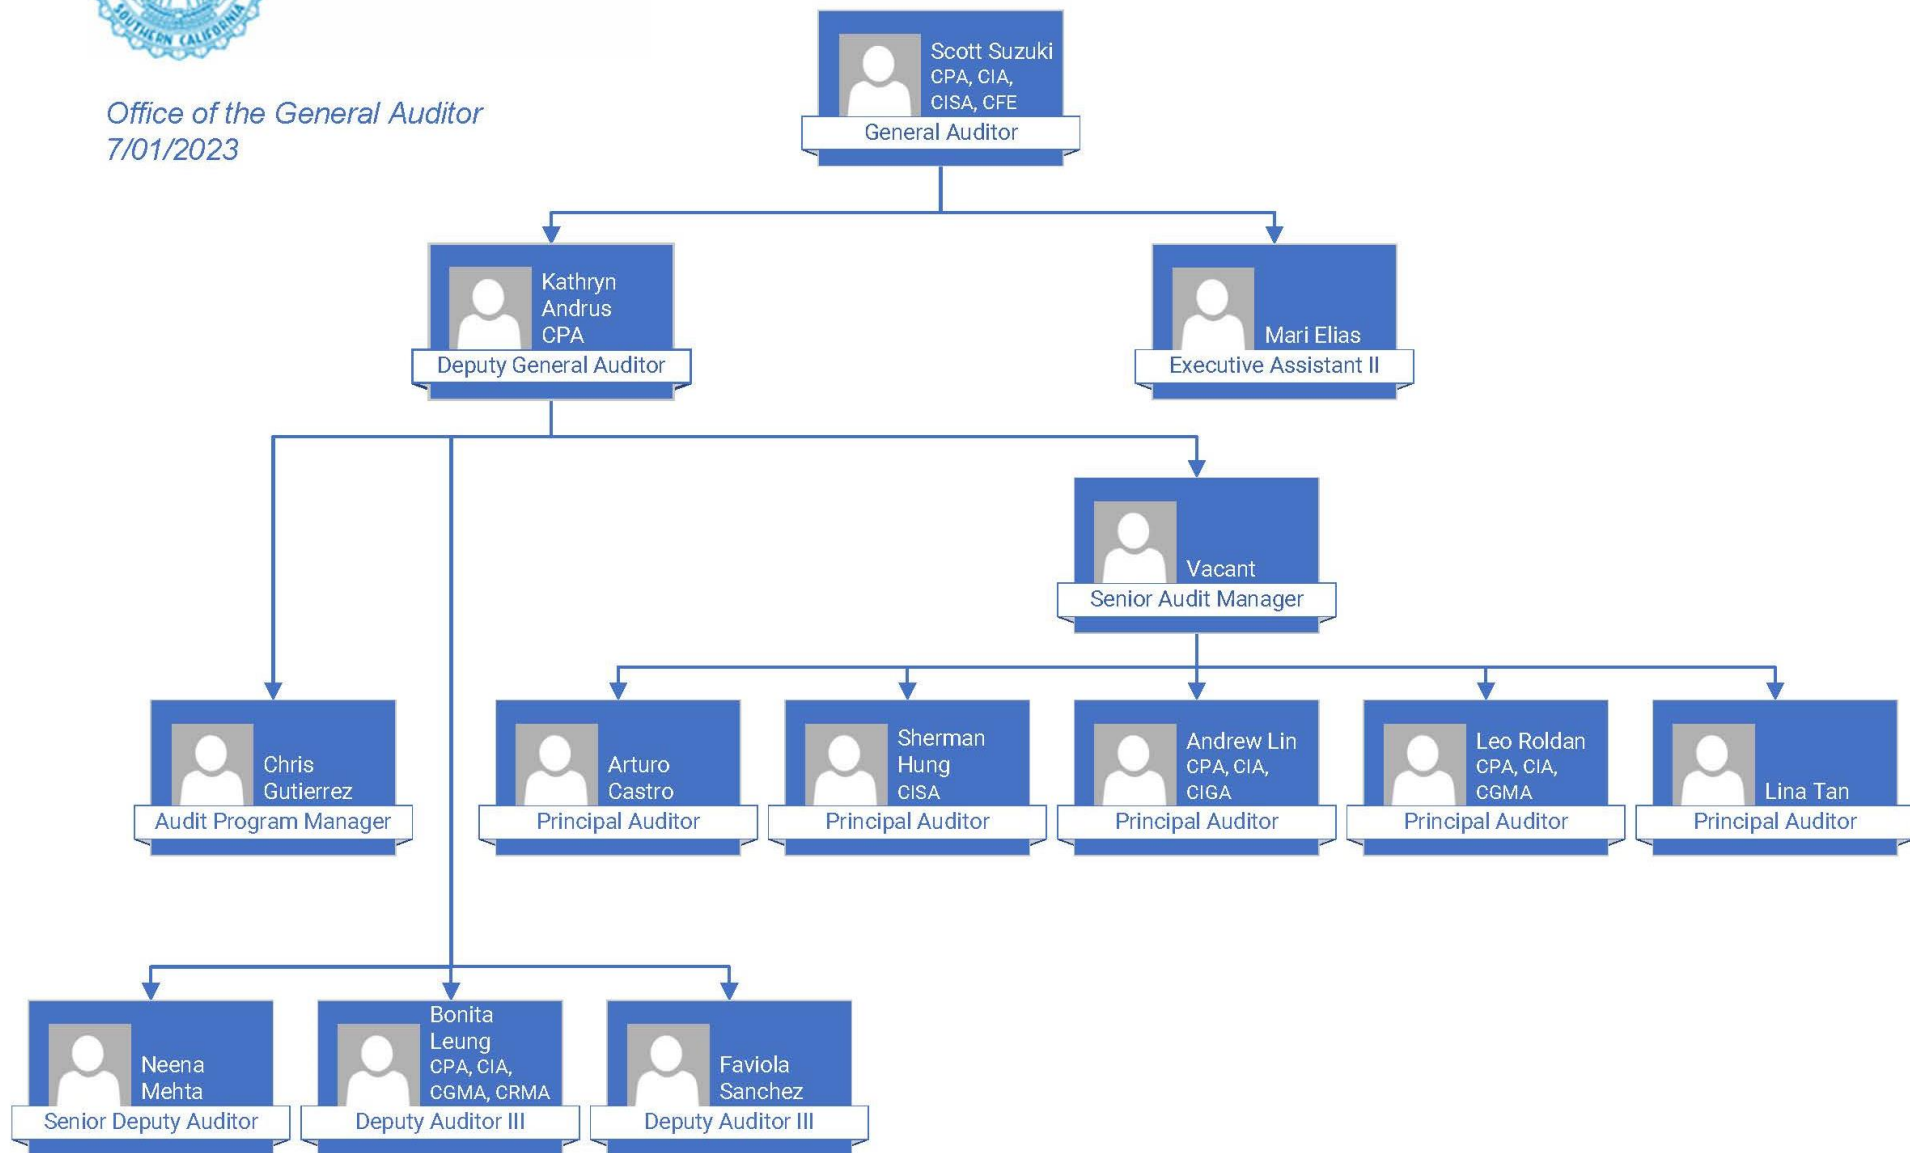 SOUTHERN CALIFORNIA
Office of the General Auditor
7/01/2023
Scott Suzuki
CPA, CIA,
CISA, CFE
General Auditor
Kathryn
Andrus
CPA
Deputy General Auditor
Mari Elias
Executive Assistant II
Vacant
Senior Audit Manager
Chris
Gutierrez
Audit Program Manager
Arturo
Castro
Principal Auditor
Sherman
Hung
CISA
Principal Auditor
Andrew Lin
CPA, CIA,
CIGA
Principal Auditor
Leo Roldan
CPA, CIA,
CGMA
Principal Auditor
Lina Tan
Principal Auditor
Neena
Mehta
Senior Deputy Auditor
Bonita
Leung
CPA, CIA,
CGMA, CRMA
Deputy Auditor III
Faviola
Sanchez
Deputy Auditor III